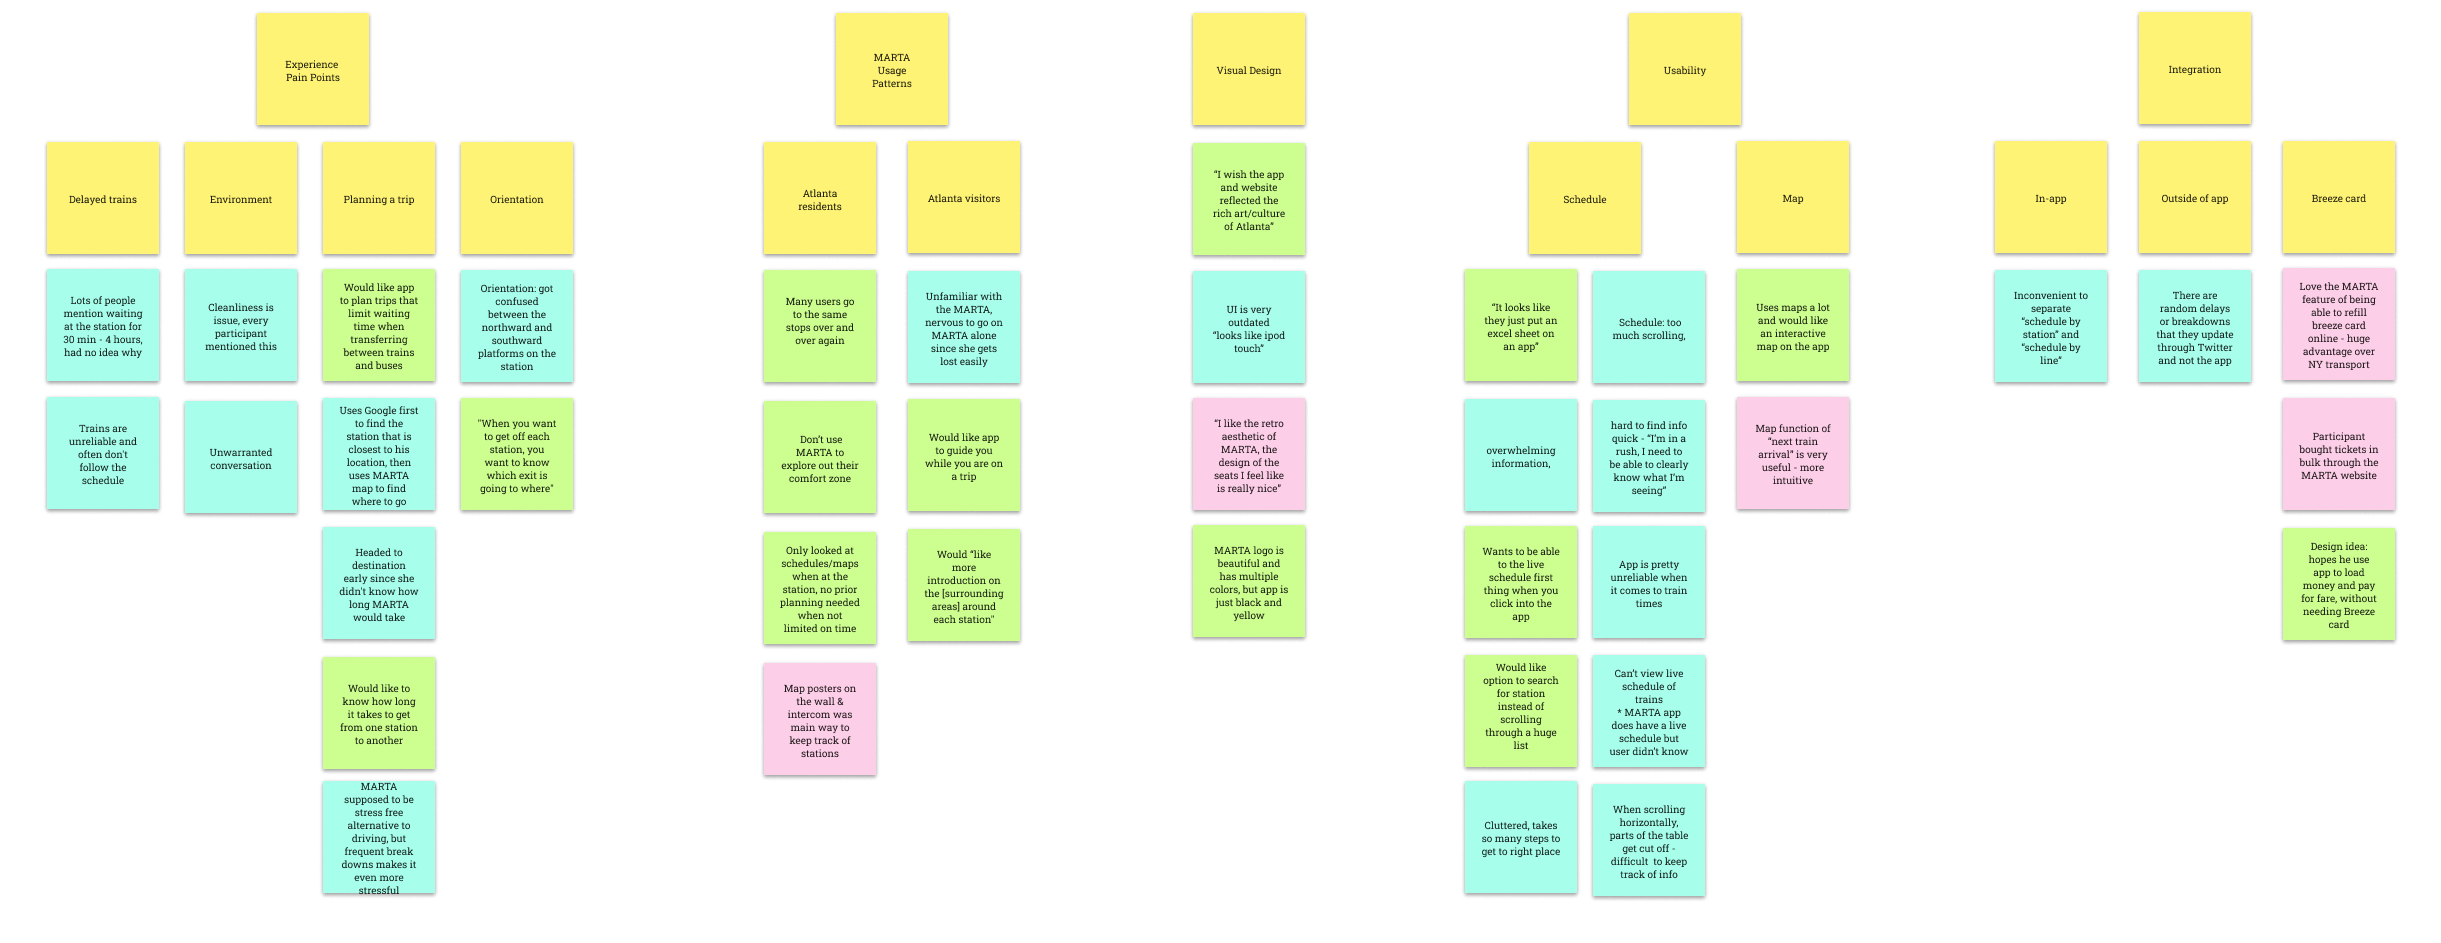 Experience
Pain Points
MARTA
Usage
Patterns
Visual Design
Usability
Integration
Delayed trains
Environment
Planning a trip
Orientation
Atlanta
residents
Atlanta visitors
“I wish the app
and website
reflected the
rich art/culture
of Atlanta”
Schedule
Map
In-app
Outside of app
Breeze card
Lots of people
mention waiting
at the station for
30 min - 4 hours,
had no idea why
Cleanliness is
issue, every
participant
mentioned this
Would like app
to plan trips that
limit waiting
time when
transferring
between trains
and buses
Orientation: got
confused
between the
northward and
southward
platforms on the
station
Many users go
to the same
stops over and
over again
Unfamiliar with
the MARTA,
nervous to go on
MARTA alone
since she gets
lost easily
UI is very
outdated
“looks like ipod
touch”
“It looks like
they just put an
excel sheet on
an app”
Schedule: too
much scrolling,
Uses maps a lot
and would like
an interactive
map on the app
Inconvenient to
separate
“schedule by
station” and
“schedule by
line”
There are
random delays
or breakdowns
that they update
through Twitter
and not the app
Love the MARTA
feature of being
able to refill
breeze card
online - huge
advantage over
NY transport
Trains are
unreliable and
often don't
follow the
schedule
Unwarranted
conversation
Uses Google first
to find the
station that is
closest to his
location, then
uses MARTA
map to find
where to go
"When you want
to get off each
station, you
want to know
which exit is
going to where"
Don’t use
MARTA to
explore out their
comfort zone
Would like app
to guide you
while you are on
a trip
“I like the retro
aesthetic of
MARTA, the
design of the
seats I feel like
is really nice”
overwhelming
information,
hard to find info
quick - “I’m in a
rush, I need to
be able to clearly
know what I’m
seeing”
Map function of
“next train
arrival” is very
useful - more
intuitive
Participant
bought tickets in
bulk through the
MARTA website
Headed to
destination
early since she
didn't know how
long MARTA
would take
Only looked at
schedules/maps
when at the
station, no prior
planning needed
when not
limited on time
Would “like
more
introduction on
the [surrounding
areas] around
each station"
MARTA logo is
beautiful and
has multiple
colors, but app is
just black and
yellow
Wants to be able
to the live
schedule first
thing when you
click into the
app
App is pretty
unreliable when
it comes to train
times
Design idea:
hopes he use
app to load
money and pay
for fare, without
needing Breeze
card
Would like to
know how long
it takes to get
from one station
to another
Map posters on
the wall &
intercom was
main way to
keep track of
stations
Would like
option to search
for station
instead of
scrolling
through a huge
list
Can’t view live
schedule of
trains
* MARTA app
does have a live
schedule but
user didn’t know
MARTA
supposed to be
stress free
alternative to
driving, but
frequent break
downs makes it
even more
stressful
Cluttered, takes
so many steps to
get to right place
When scrolling
horizontally,
parts of the table
get cut off -
difficult to keep
track of info